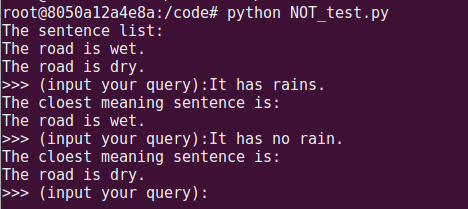 root@8050a12a4e8a:/code# python NOT_test.py
The sentence list:
The road is wet.
The road is dry.
>>> (input your query):It has rains.
The cloest meaning sentence is:
The road is wet.
>>> (input your query):It has no rain.
The cloest meaning sentence is:
The road is dry.
>>> (input your query):